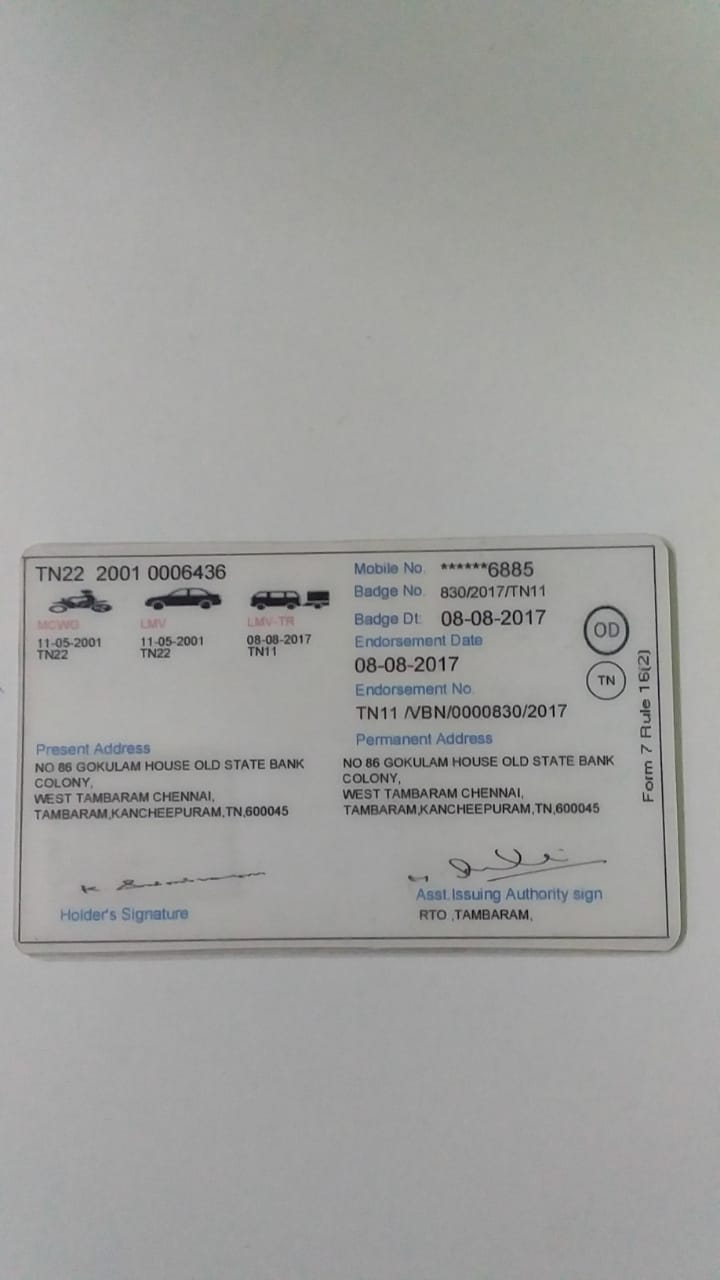 TN22 2001 0006436
MCWG LMV LMV-TR
11-05-2001 11-05-2001 08-08-2017
TN22 TN22 TN11
Mobile No. ******6885
Badge No. 830/2017/TN11
Badge Dt: 08-08-2017
Endorsement Date
08-08-2017
Endorsement No.
TN11 /VBN/0000830/2017
OD
TN
Form 7 Rule 16(2)
Present Address
NO 86 GOKULAM HOUSE OLD STATE BANK
COLONY,
WEST TAMBARAM CHENNAI,
TAMBARAM,KANCHEEPURAM,TN,600045
Permanent Address
NO 86 GOKULAM HOUSE OLD STATE BANK
COLONY,
WEST TAMBARAM CHENNAI,
TAMBARAM,KANCHEEPURAM,TN,600045
Holder's Signature
Asst.Issuing Authority sign
RTO ,TAMBARAM,